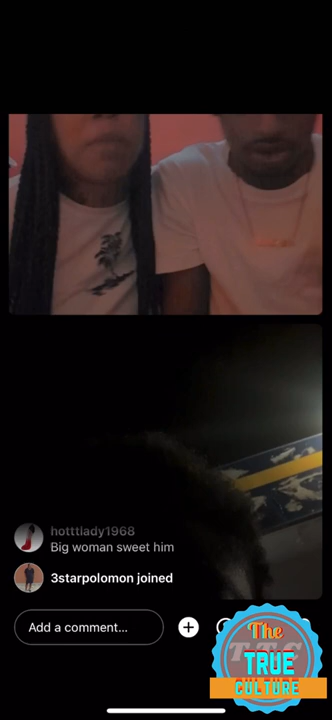 hotttlady1968
Big woman sweet him
3starpolomon joined
Add a comment...
The
TRUE
CULTURE